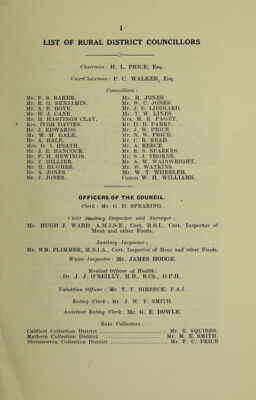 1
LIST OF RURAL DISTRICT COUNCILLORS
Chairman: H. L. PRICE, Esq.
Vice-Chairman: F. C. WALKER, Esq.
Councillors:
Mr. F. S. BAKER. Mr. R. JONES.
Mr. R. G. BENJAMIN. Mr. W. C. JONES.
Mr. A. E. BOYE. Mr. J. E. LIDDIARD.
Mr. H. J. CANE. Mr. T. W. LINES.
Mr. H. HASTINGS CLAY. Mrs. M. E. PAGET.
Rev. IVOR DAVIES. Mr. D. H. PARRY.
Mr. J. EDWARDS. Mr. J. W. PRICE.
Mr. W. H. GALE. Mr. N. W. PRICE.
Mr. A. HALE. Mr. C. R. READ.
Mrs. G. I. HEATH. Mr. A. REECE.
Mr. J. E. HANCOCK. Mr. E. S. SPARKES.
Mr. F. H. HEWINGS. Mr. S. J. THORNE.
Mr. T. HILLIER. Mr. A. W. WAINWRIGHT.
Mr. H. HUGHES. Mr. W. WATKINS.
Mr. A. JONES. Mr. W. T. WHEELER.
Mr. J. JONES. Canon W. H. WILLIAMS.
OFFICERS OF THE COUNCIL.
Clerk: Mr. G. D. SPEARING.
Chief Sanitary Inspector and Surveyor:
Mr. HUGH J. WARD, A.M.I.S.E., Cert. R.S.I., Cert. Inspector of
Meat and other Foods.
Sanitary Inspector:
Mr. WM. PLIMMER, M.S.I.A., Cert. Inspector of Meat and other Foods.
Water Inspector: Mr. JAMES HODGE.
Medical Officer of Health:
Dr. J. J. O'REILLY, M.B., B.Ch., D.P.H.
Valuation Officer: Mr. T. T. BIRBECK, F.A.I.
Rating Clerk: Mr. J. W. T. SMITH.
Assistant Rating Clerk: Mr. G. E. DOWLE.
Rate Collectors:
Caldicot Collection District Mr. E. SQUIBBS.
Mathern Collection District Mr. M. E. SMITH.
Shirenewton Collection District Mr. F. C. PRICE